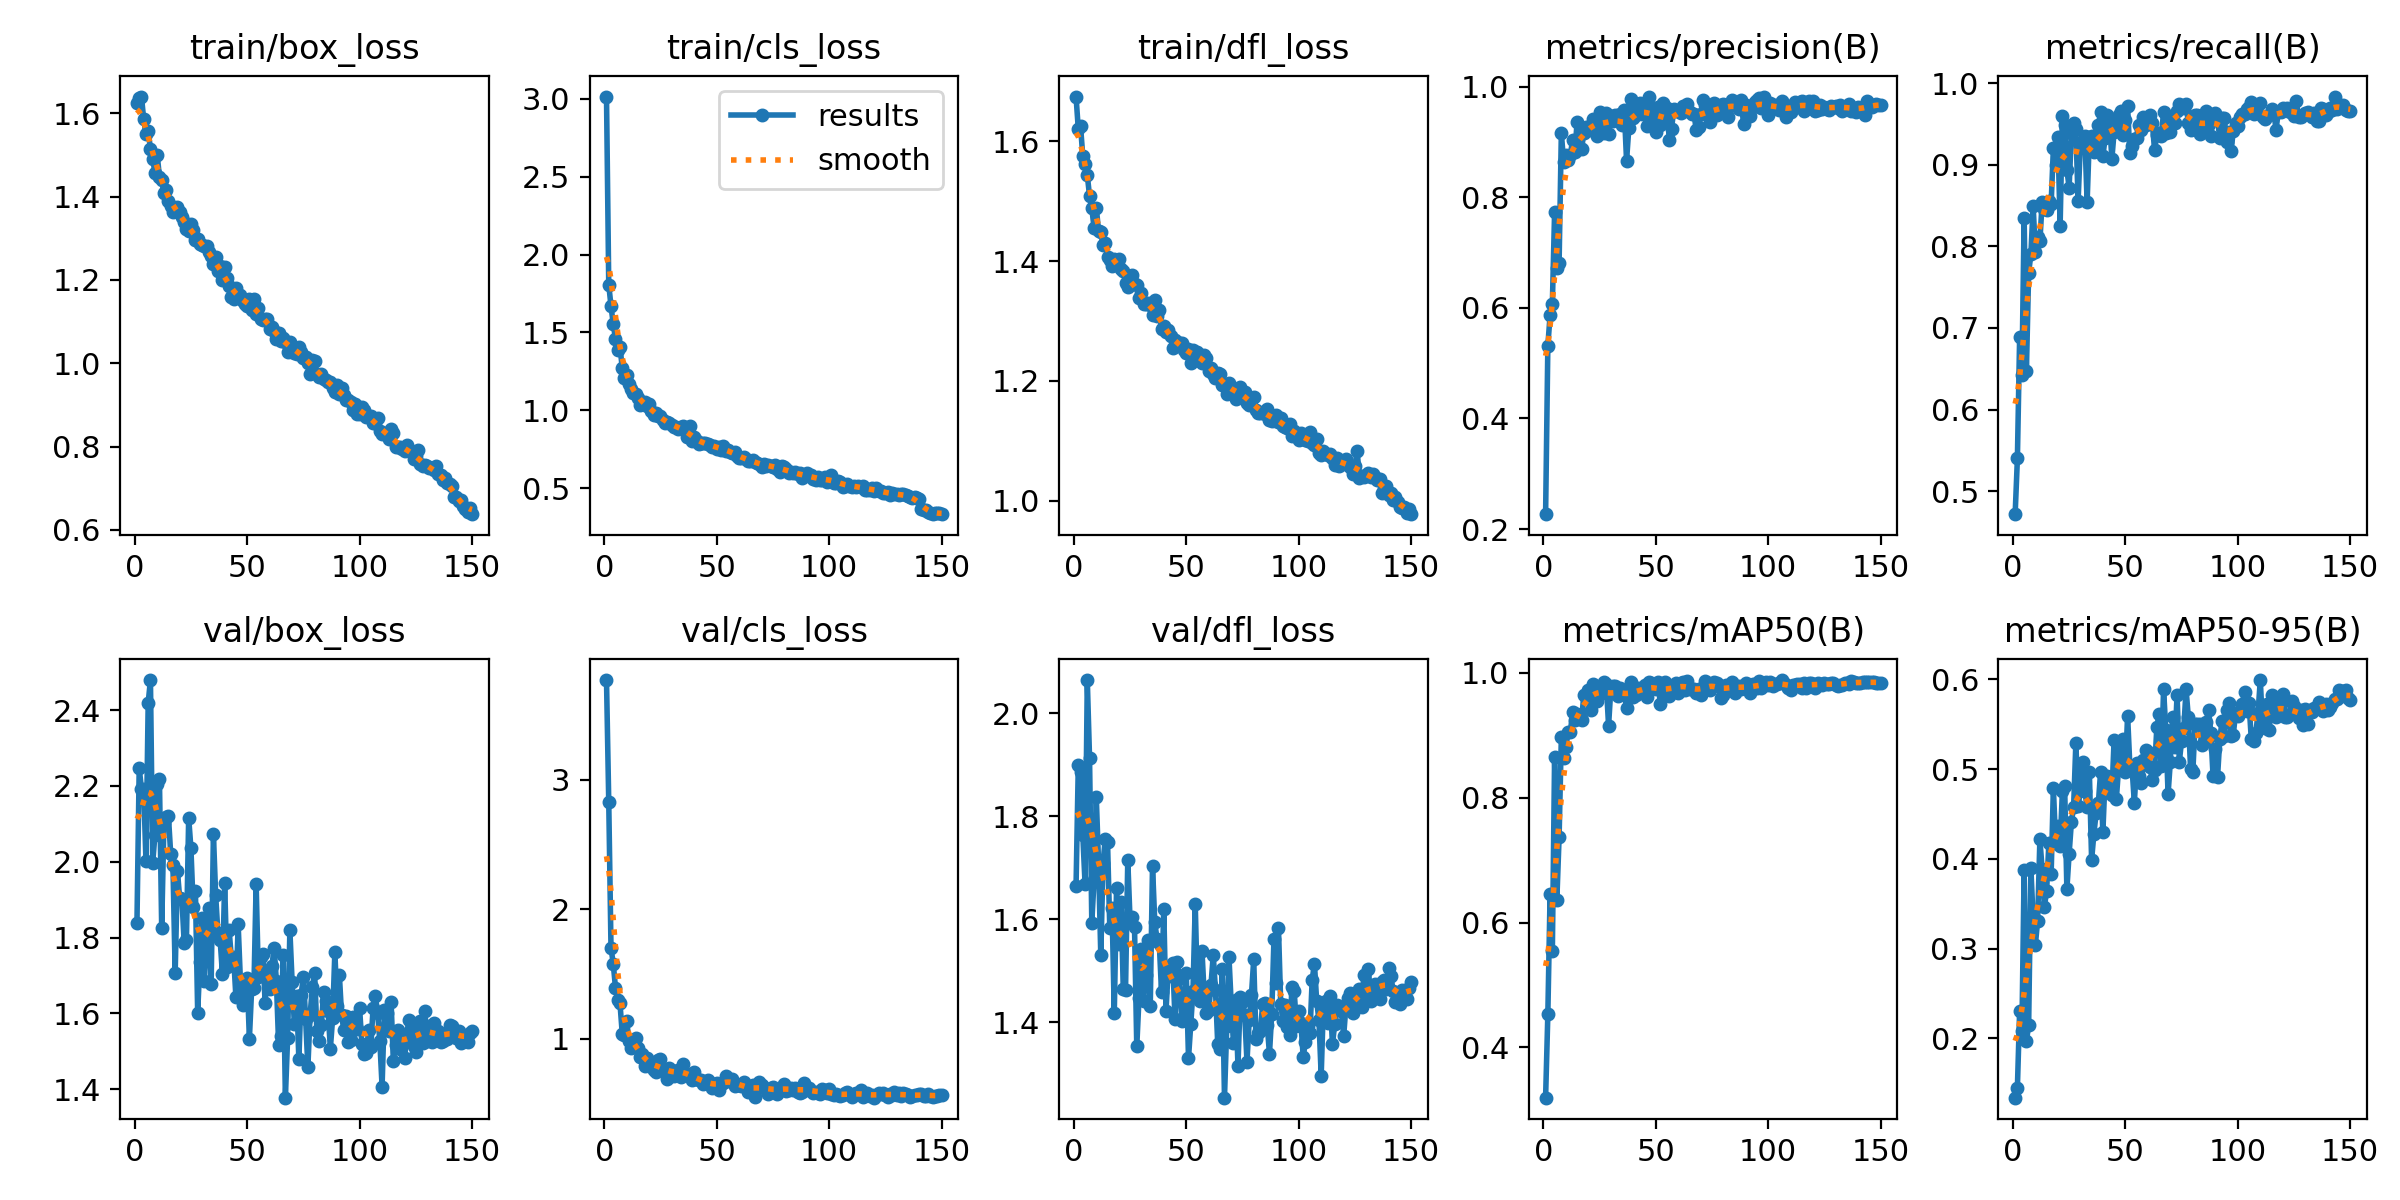 train/box_loss
train/cls_loss
train/dfl_loss
metrics/precision(B)
metrics/recall(B)
results
smooth
1.6
1.4
1.2
1.0
0.8
0.6
0 50 100 150
3.0
2.5
2.0
1.5
1.0
0.5
0 50 100 150
1.6
1.4
1.2
1.0
0 50 100 150
1.0
0.8
0.6
0.4
0.2
0 50 100 150
1.0
0.9
0.8
0.7
0.6
0.5
0 50 100 150
val/box_loss
val/cls_loss
val/dfl_loss
metrics/mAP50(B)
metrics/mAP50-95(B)
2.4
2.2
2.0
1.8
1.6
1.4
0 50 100 150
3
2
1
0 50 100 150
2.0
1.8
1.6
1.4
0 50 100 150
1.0
0.8
0.6
0.4
0 50 100 150
0.6
0.5
0.4
0.3
0.2
0 50 100 150